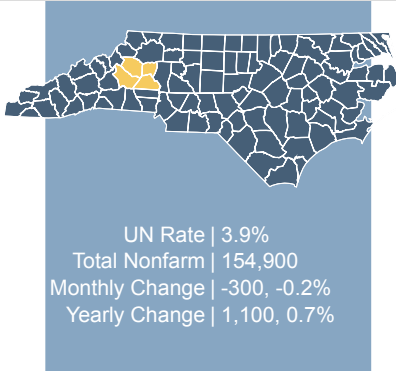 UN Rate | 3.9%
Total Nonfarm | 154,900
Monthly Change | -300, -0.2%
Yearly Change | 1,100, 0.7%